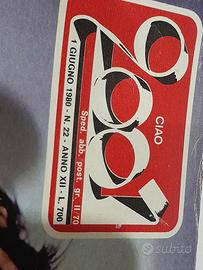 CIAO
2001
Sped. abb. post. gr. II/70
1 GIUGNO 1980 - N. 22 - ANNO XII - L. 700
subito